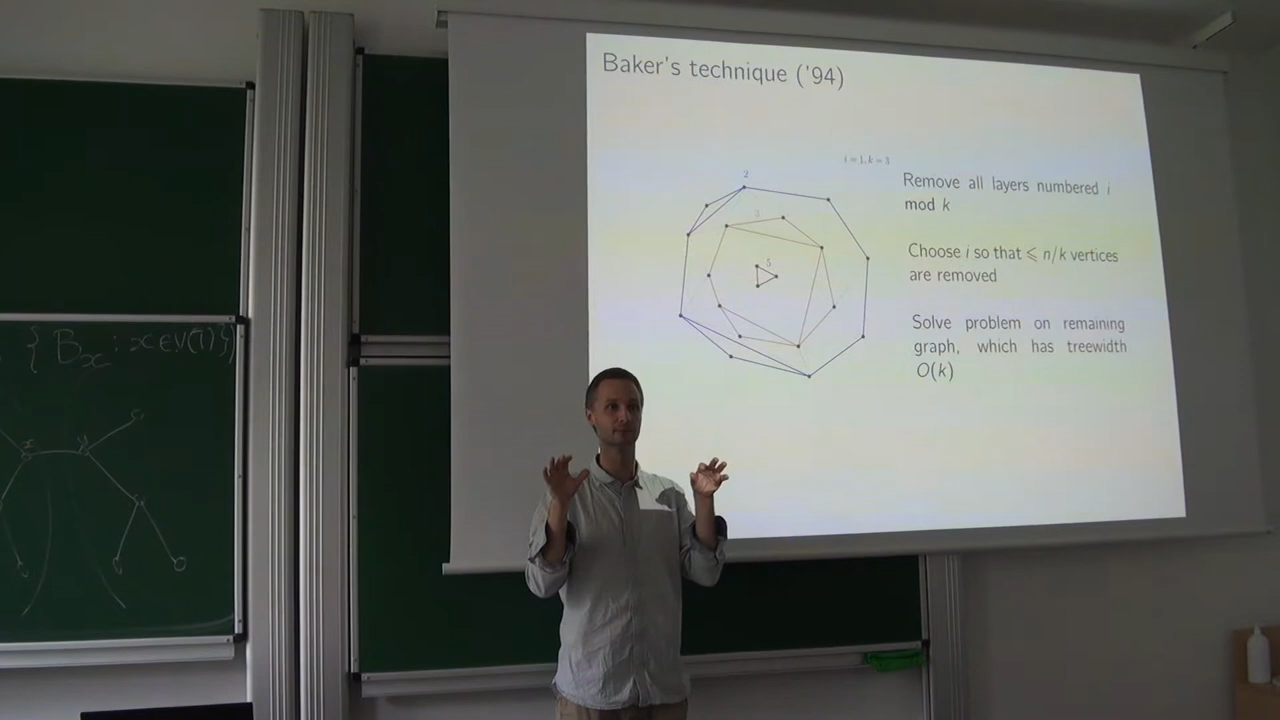 Baker's technique ('94)
i = 1, k = 3
2
3
5
Remove all layers numbered i
mod k
Choose i so that ⩽ n/k vertices
are removed
Solve problem on remaining
graph, which has treewidth
O(k)
{B_x : x ∈ V(T)}
x
y